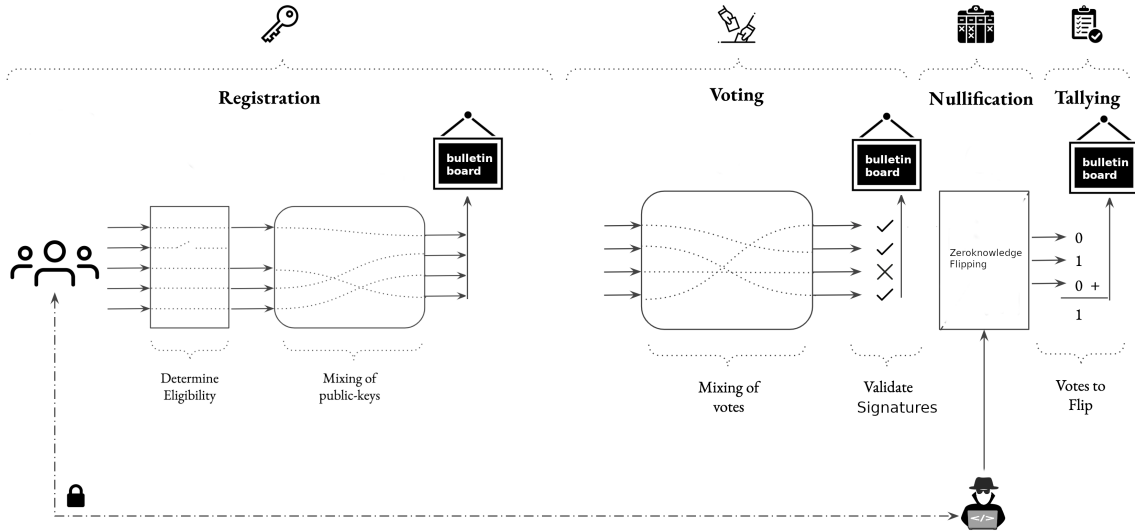 Registration
Voting
Nullification
Tallying
bulletin
board
bulletin
board
bulletin
board
Zeroknowledge
Flipping
0
1
0 +
1
Determine
Eligibility
Mixing of
public-keys
Mixing of
votes
Validate
Signatures
Votes to
Flip
</>